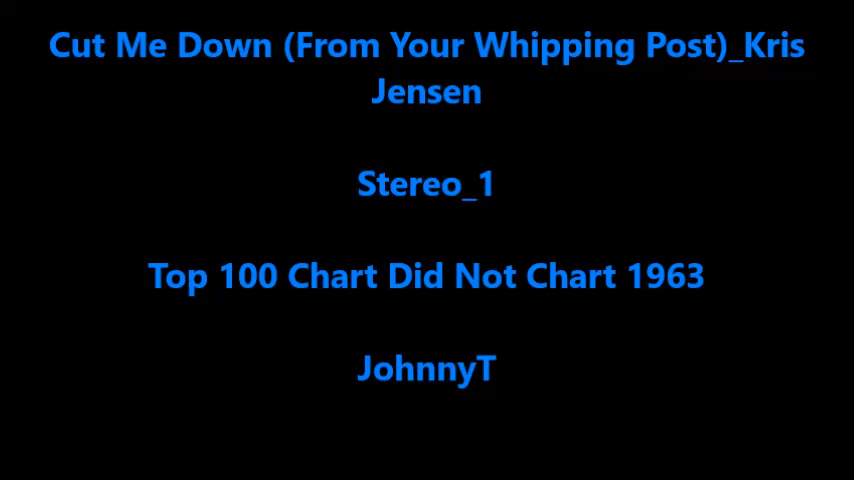 Cut Me Down (From Your Whipping Post)_Kris
Jensen
Stereo_1
Top 100 Chart Did Not Chart 1963
JohnnyT